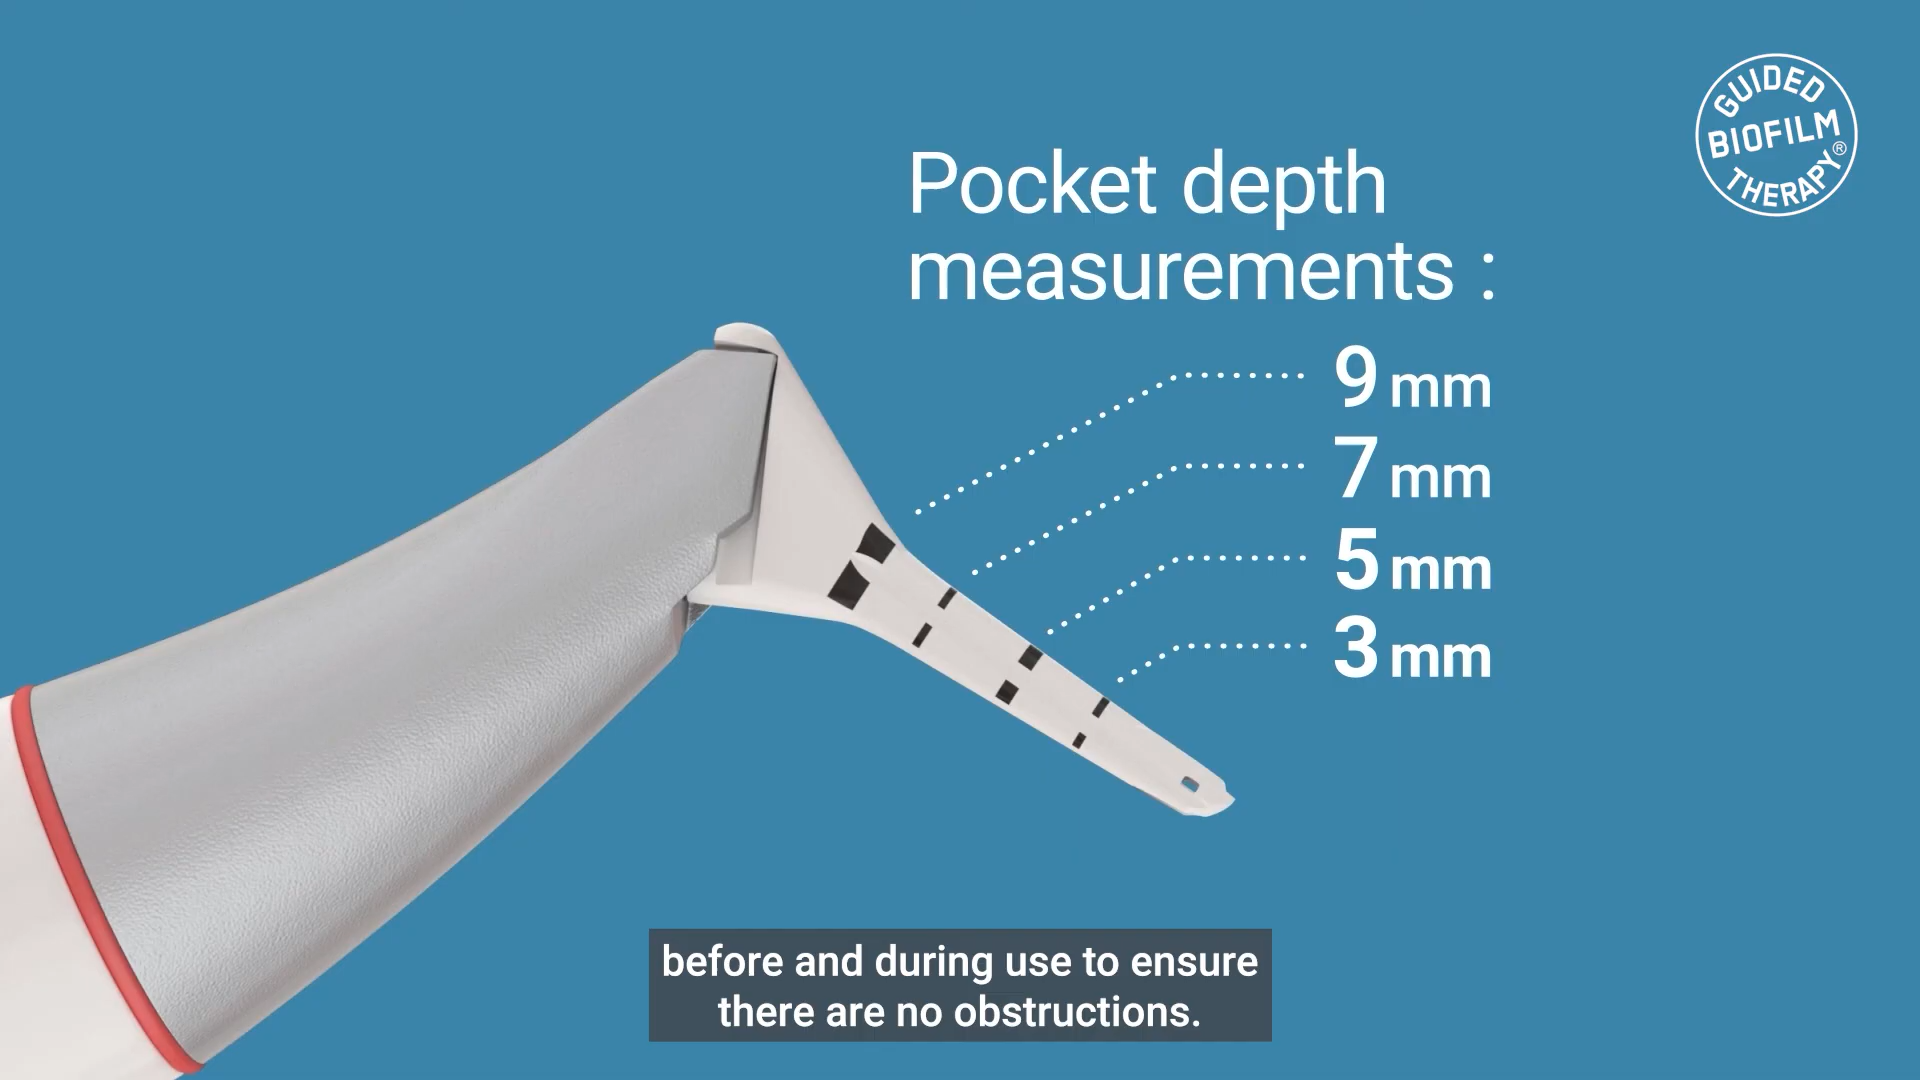 GUIDED
BIOFILM
THERAPY®
Pocket depth
measurements :
9 mm
7 mm
5 mm
3 mm
before and during use to ensure
there are no obstructions.